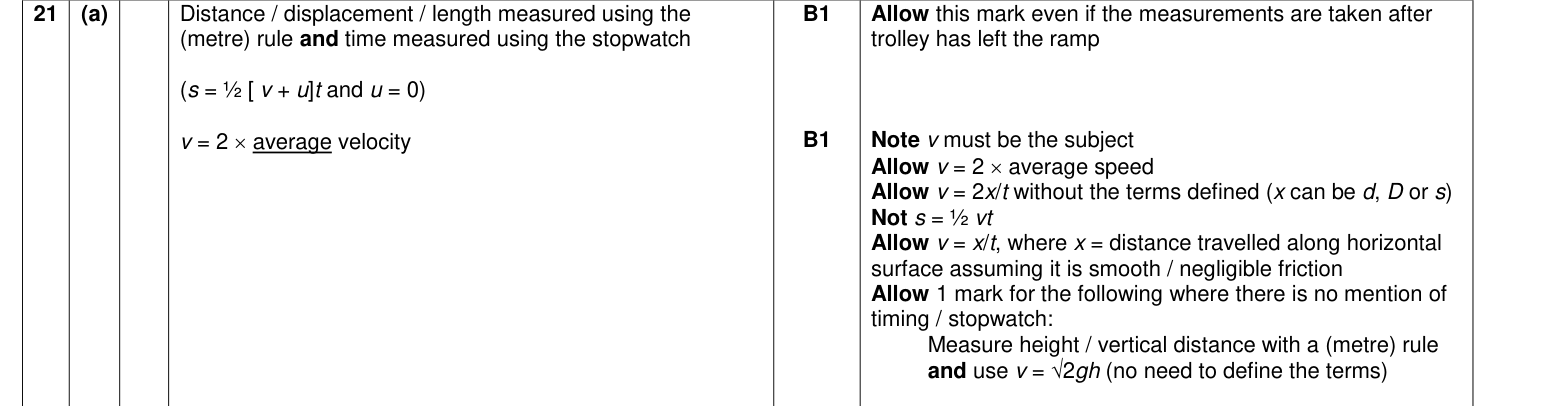 21 (a) Distance / displacement / length measured using the B1 Allow this mark even if the measurements are taken after
(metre) rule and time measured using the stopwatch trolley has left the ramp
(s = ½ [ v + u]t and u = 0)
v = 2 × average velocity B1 Note v must be the subject
Allow v = 2 × average speed
Allow v = 2x/t without the terms defined (x can be d, D or s)
Not s = ½ vt
Allow v = x/t, where x = distance travelled along horizontal
surface assuming it is smooth / negligible friction
Allow 1 mark for the following where there is no mention of
timing / stopwatch:
Measure height / vertical distance with a (metre) rule
and use v = √2gh (no need to define the terms)